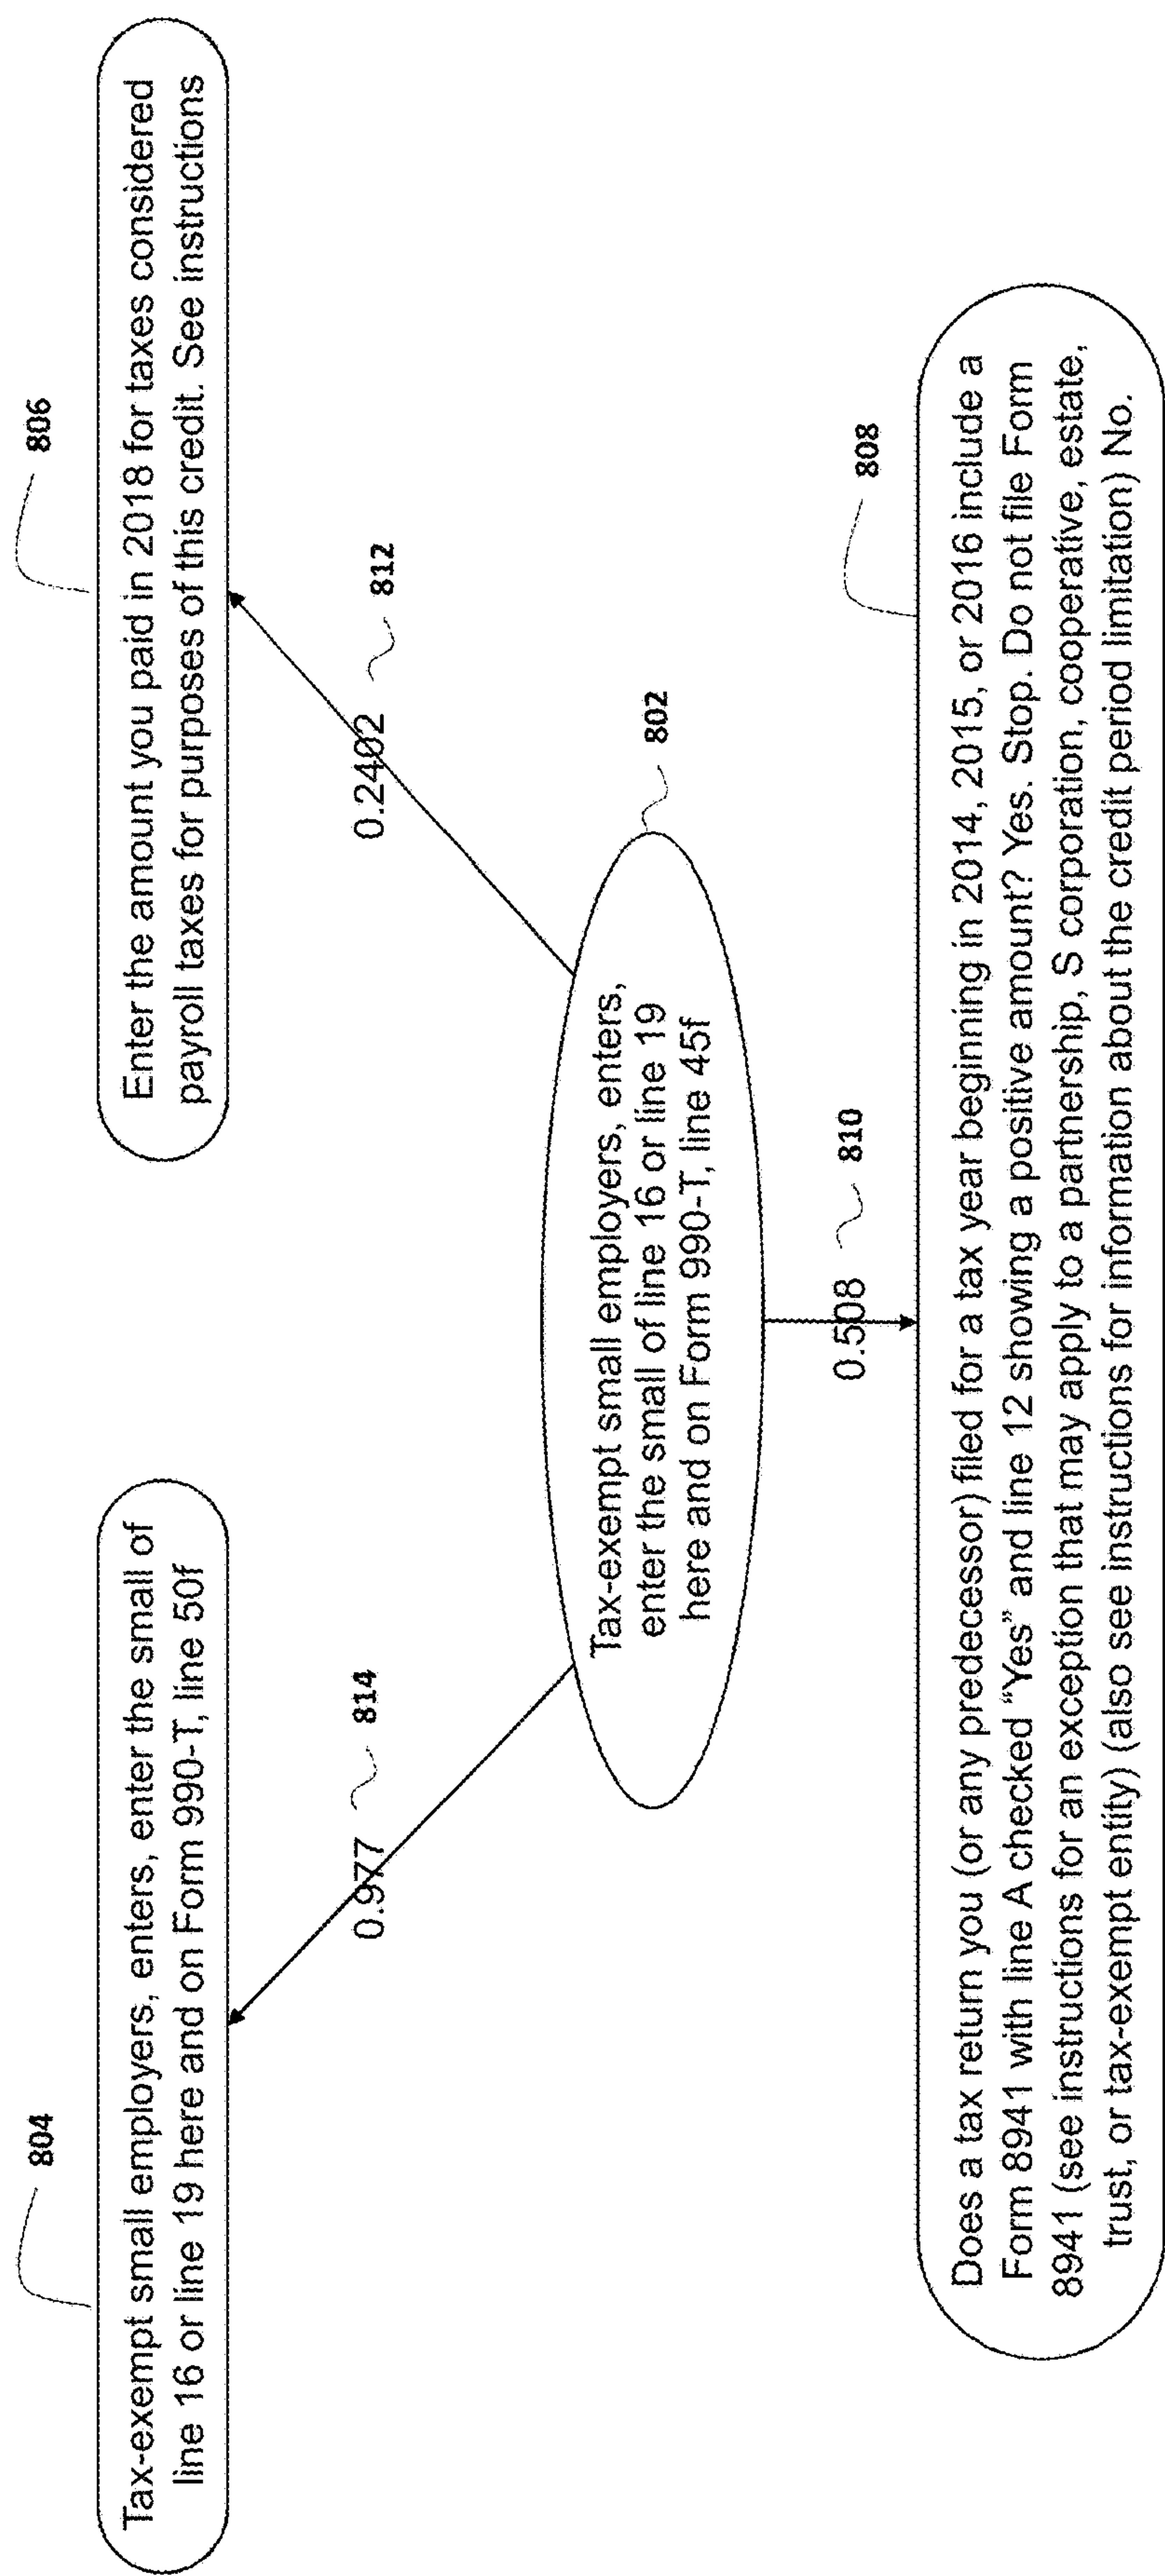 804
Tax-exempt small employers, enters, enter the small of
line 16 or line 19 here and on Form 990-T, line 50f
806
Enter the amount you paid in 2018 for taxes considered
payroll taxes for purposes of this credit. See instructions
0.977
814
0.2402
812
802
Tax-exempt small employers, enters,
enter the small of line 16 or line 19
here and on Form 990-T, line 45f
0.508
810
808
Does a tax return you (or any predecessor) filed for a tax year beginning in 2014, 2015, or 2016 include a
Form 8941 with line A checked “Yes” and line 12 showing a positive amount? Yes. Stop. Do not file Form
8941 (see instructions for an exception that may apply to a partnership, S corporation, cooperative, estate,
trust, or tax-exempt entity) (also see instructions for information about the credit period limitation) No.